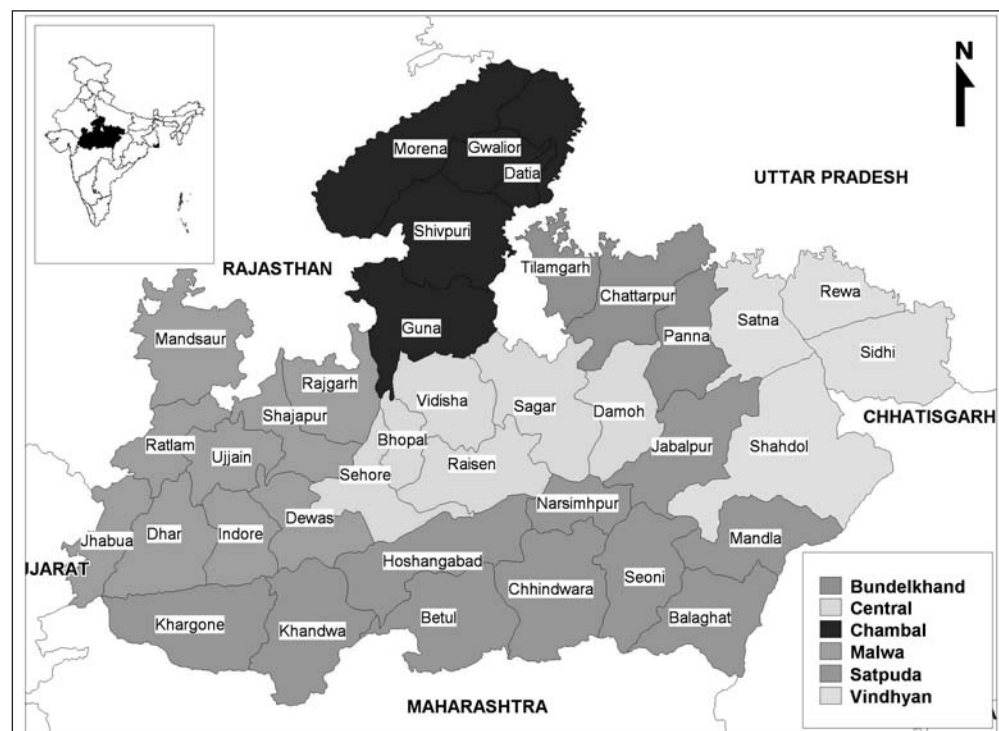 N
UTTAR PRADESH
Morena
Gwalior
Datia
Shivpuri
RAJASTHAN
Tilamgarh
Chattarpur
Rewa
Satna
Guna
Mandsaur
Panna
Sidhi
Rajgarh
Vidisha
Sagar
Damoh
Shajapur
CHHATISGARH
Ratlam
Ujjain
Bhopal
Raisen
Jabalpur
Shahdol
Sehore
Dewas
Narsimhpur
Jhabua
Dhar
Indore
Mandla
UJARAT
Hoshangabad
Chhindwara
Seoni
Khargone
Khandwa
Betul
Balaghat
MAHARASHTRA
Bundelkhand
Central
Chambal
Malwa
Satpuda
Vindhyan